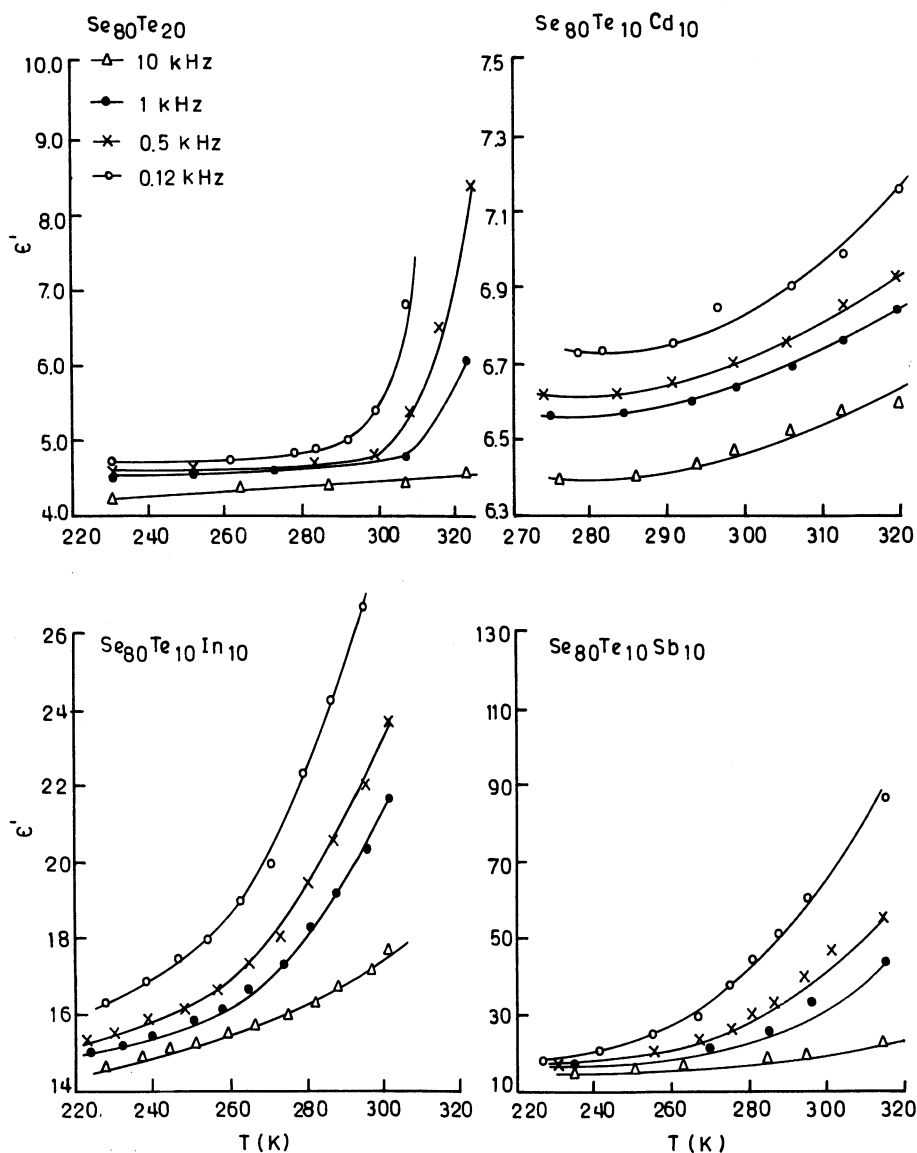 Se80Te20
10 kHz
1 kHz
0.5 kHz
0.12 kHz
10.0
9.0
8.0
7.0
6.0
5.0
4.0
ε'
220 240 260 280 300 320
Se80Te10Cd10
7.5
7.3
7.1
6.9
6.7
6.5
6.3
270 280 290 300 310 320
Se80Te10In10
26
24
22
20
18
16
14
ε'
220 240 260 280 300 320
T (K)
Se80Te10Sb10
130
110
90
70
50
30
10
220 240 260 280 300 320
T (K)